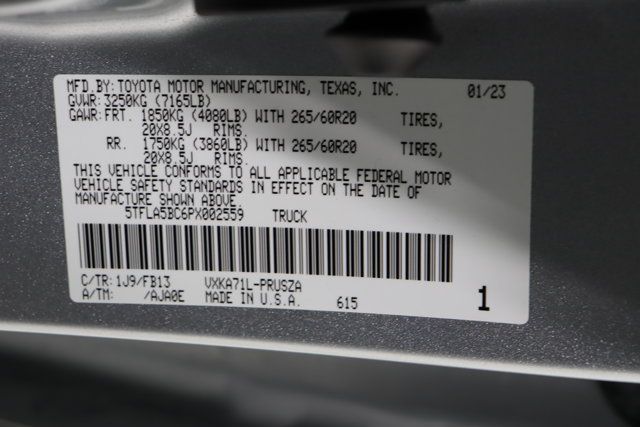 MFD.BY:TOYOTA MOTOR MANUFACTURING, TEXAS, INC. 01/23
GVWR:3250KG (7165LB)
GAWR:FRT. 1850KG (4080LB) WITH 265/60R20 TIRES,
20X8.5J RIMS.
RR. 1750KG (3860LB) WITH 265/60R20 TIRES,
20X8.5J RIMS.
THIS VEHICLE CONFORMS TO ALL APPLICABLE FEDERAL MOTOR
VEHICLE SAFETY STANDARDS IN EFFECT ON THE DATE OF
MANUFACTURE SHOWN ABOVE.
5TFLA5BC6PX002559 TRUCK
C/TR:1J9/FB13 VXKA71L-PRUSZA
A/TM: /AJA0E MADE IN U.S.A. 615 1